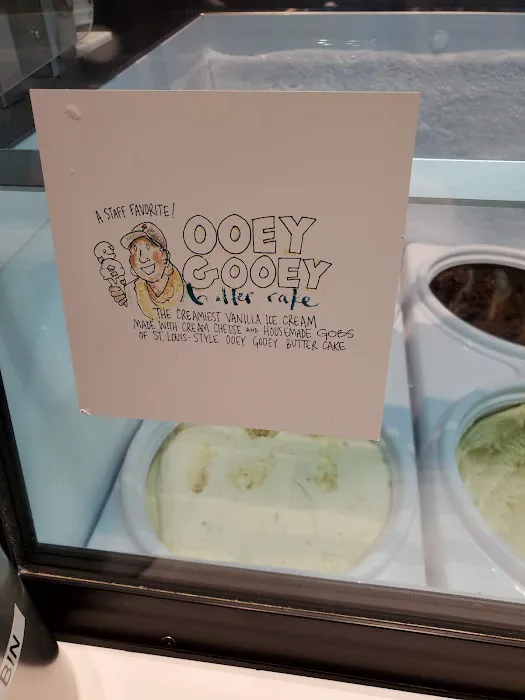 A STAFF FAVORITE!
OOEY
GOOEY
butter cake
THE CREAMIEST VANILLA ICE CREAM
MADE WITH CREAM CHEESE AND HOUSEMADE GOBS
OF ST. LOUIS-STYLE OOEY GOOEY BUTTER CAKE
BIN